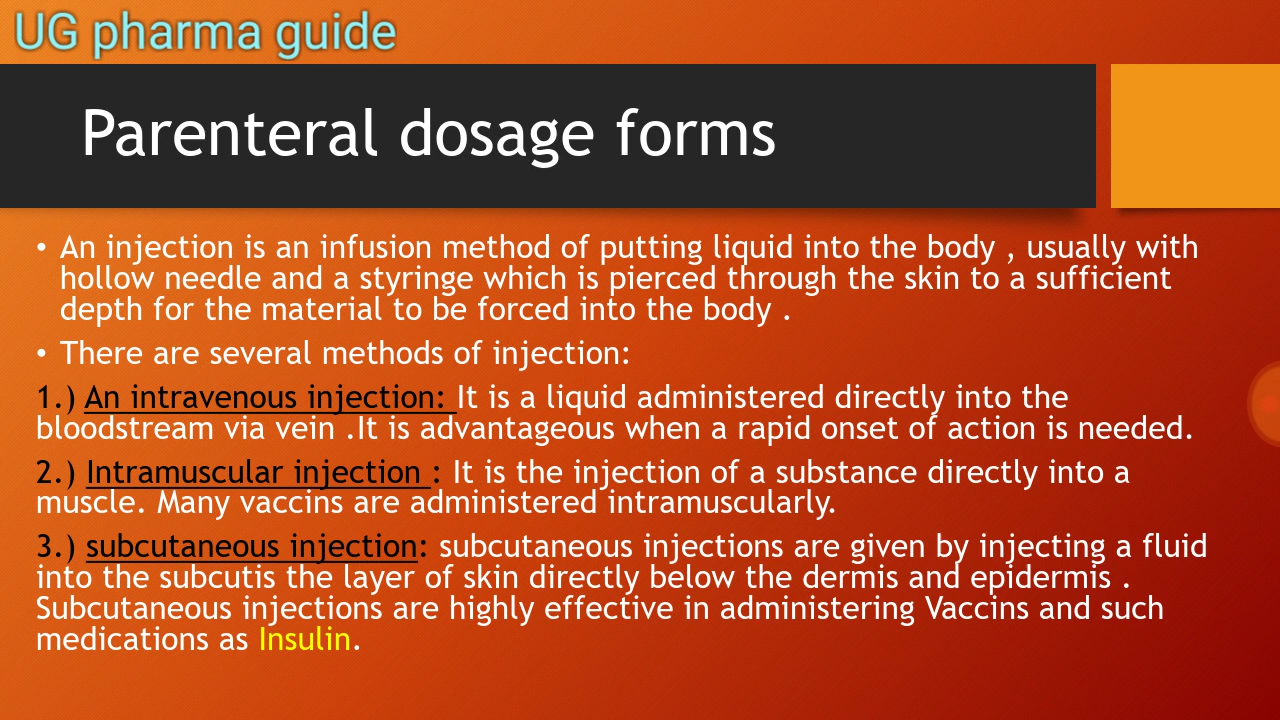 UG pharma guide
Parenteral dosage forms
• An injection is an infusion method of putting liquid into the body , usually with
hollow needle and a styringe which is pierced through the skin to a sufficient
depth for the material to be forced into the body .
• There are several methods of injection:
1.) An intravenous injection: It is a liquid administered directly into the
bloodstream via vein .It is advantageous when a rapid onset of action is needed.
2.) Intramuscular injection : It is the injection of a substance directly into a
muscle. Many vaccins are administered intramuscularly.
3.) subcutaneous injection: subcutaneous injections are given by injecting a fluid
into the subcutis the layer of skin directly below the dermis and epidermis .
Subcutaneous injections are highly effective in administering Vaccins and such
medications as Insulin.